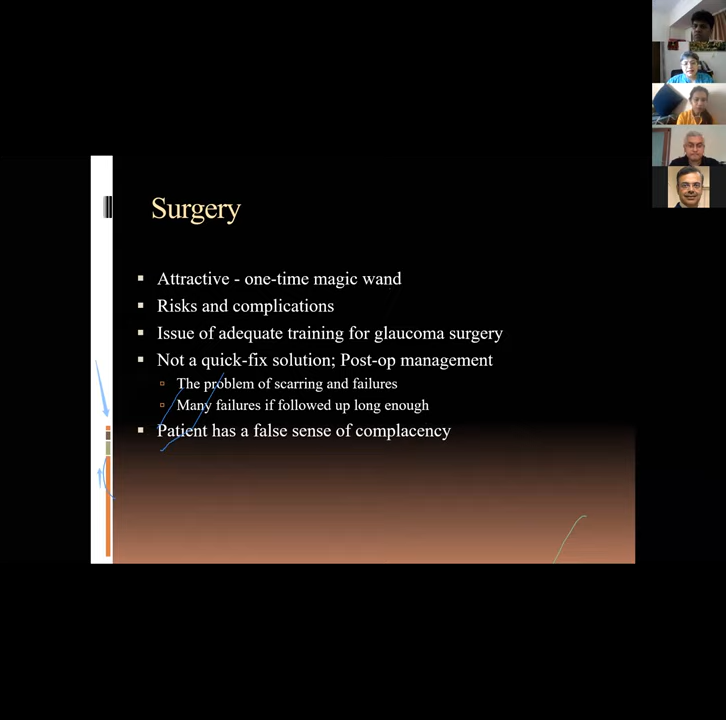 Surgery
Attractive - one-time magic wand
Risks and complications
Issue of adequate training for glaucoma surgery
Not a quick-fix solution; Post-op management
The problem of scarring and failures
Many failures if followed up long enough
Patient has a false sense of complacency